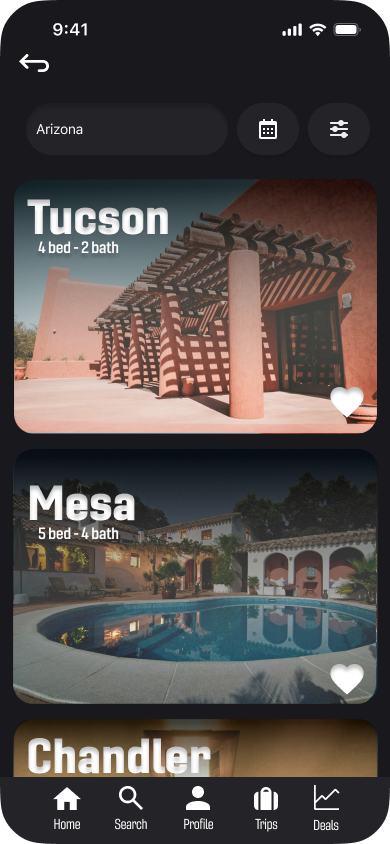 9:41
Arizona
Tucson
4 bed - 2 bath
Mesa
5 bed - 4 bath
Chandler
Home Search Profile Trips Deals